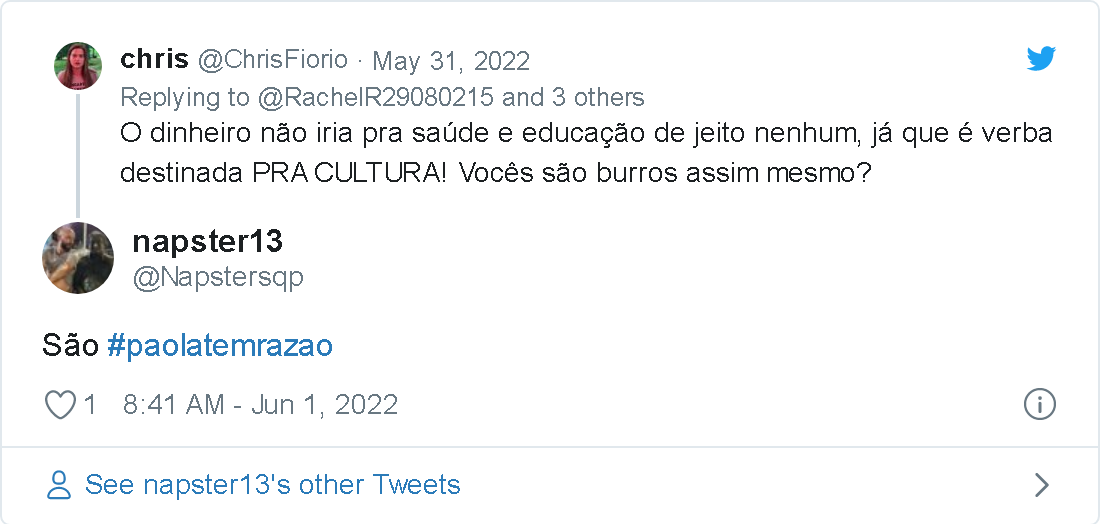 chris @ChrisFiorio · May 31, 2022
Replying to @RachelR29080215 and 3 others
O dinheiro não iria pra saúde e educação de jeito nenhum, já que é verba
destinada PRA CULTURA! Vocês são burros assim mesmo?
napster13
@Napstersqp
São #paolatemrazao
1 8:41 AM - Jun 1, 2022
See napster13's other Tweets